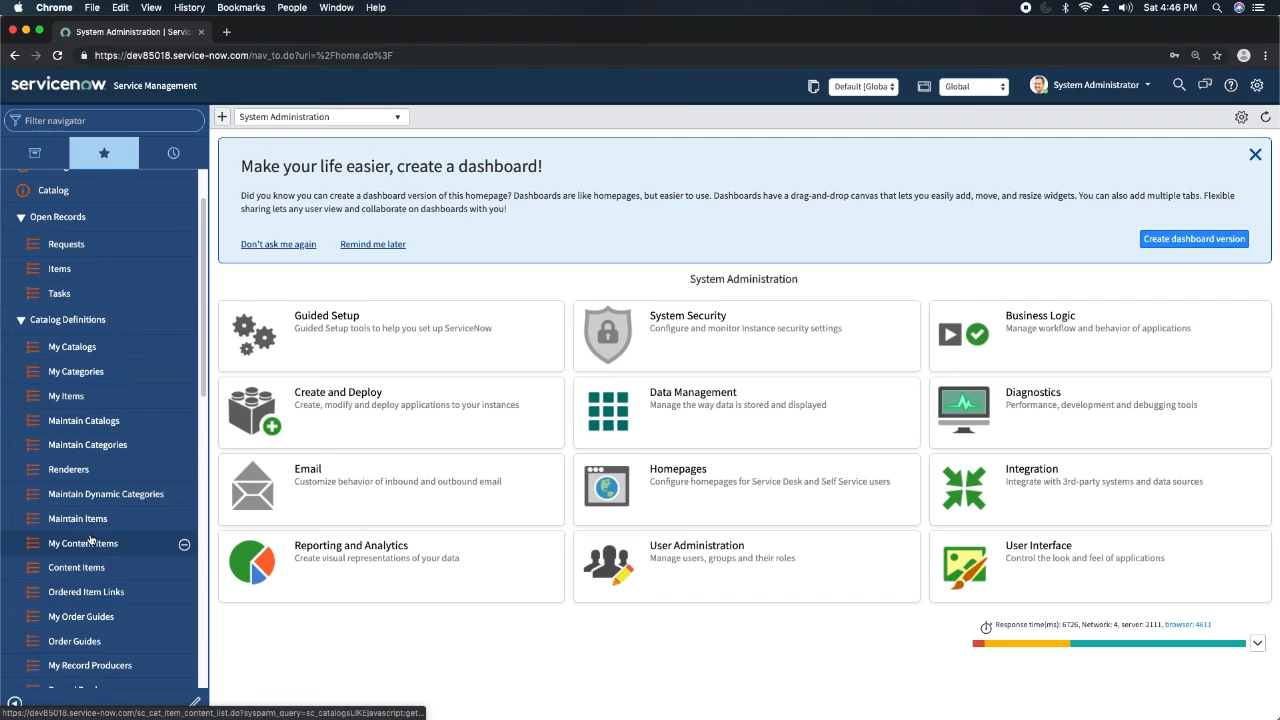 Chrome File Edit View History Bookmarks People Window Help
Sat 4:46 PM
System Administration | Servic
https://dev85018.service-now.com/nav_to.do?uri=%2Fhome.do%3F
servicenow Service Management
Default [Globa
Global
System Administrator
Filter navigator
System Administration
Make your life easier, create a dashboard!
Did you know you can create a dashboard version of this homepage? Dashboards are like homepages, but easier to use. Dashboards have a drag-and-drop canvas that lets you easily add, move, and resize widgets. You can also add multiple tabs. Flexible
sharing lets any user view and collaborate on dashboards with you!
Don't ask me again
Remind me later
Create dashboard version
Catalog
Open Records
Requests
Items
Tasks
Catalog Definitions
My Catalogs
My Categories
My Items
Maintain Catalogs
Maintain Categories
Renderers
Maintain Dynamic Categories
Maintain Items
My Content Items
Content Items
Ordered Item Links
My Order Guides
Order Guides
My Record Producers
System Administration
Guided Setup
Guided Setup tools to help you set up ServiceNow
System Security
Configure and monitor instance security settings
Business Logic
Manage workflow and behavior of applications
Create and Deploy
Create, modify and deploy applications to your instances
Data Management
Manage the way data is stored and displayed
Diagnostics
Performance, development and debugging tools
Email
Customize behavior of inbound and outbound email
Homepages
Configure homepages for Service Desk and Self Service users
Integration
Integrate with 3rd-party systems and data sources
Reporting and Analytics
Create visual representations of your data
User Administration
Manage users, groups and their roles
User Interface
Control the look and feel of applications
Response time(ms): 6726, Network: 4, server: 2111, browser: 4611
https://dev85018.service-now.com/sc_cat_item_content_list.do?sysparm_query=sc_catalogsLIKEjavascript:get...